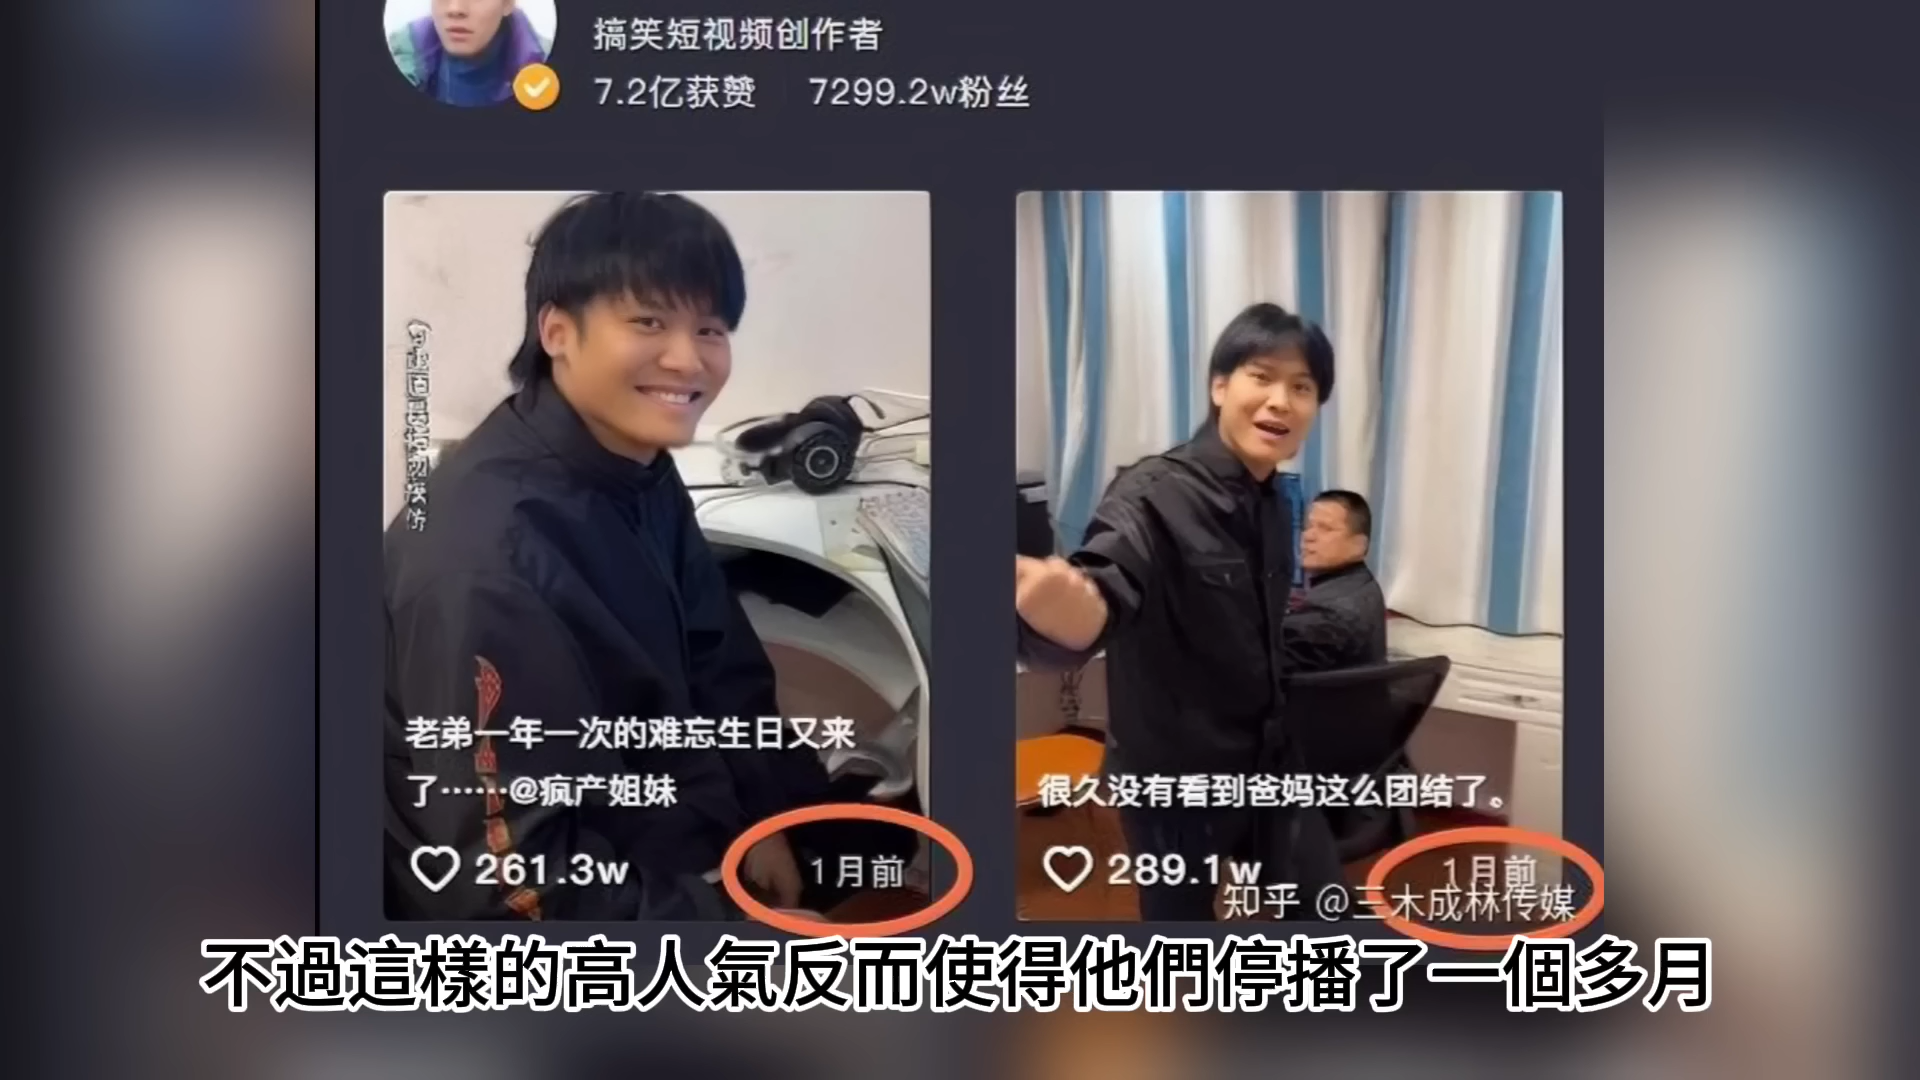 搞笑短视频创作者
7.2亿获赞 7299.2w粉丝
老弟一年一次的难忘生日又来
了……@疯产姐妹
261.3w 1月前
很久没有看到爸妈这么团结了。
289.1w 1月前
知乎 @三木成林传媒
不過這樣的高人氣反而使得他們停播了一個多月